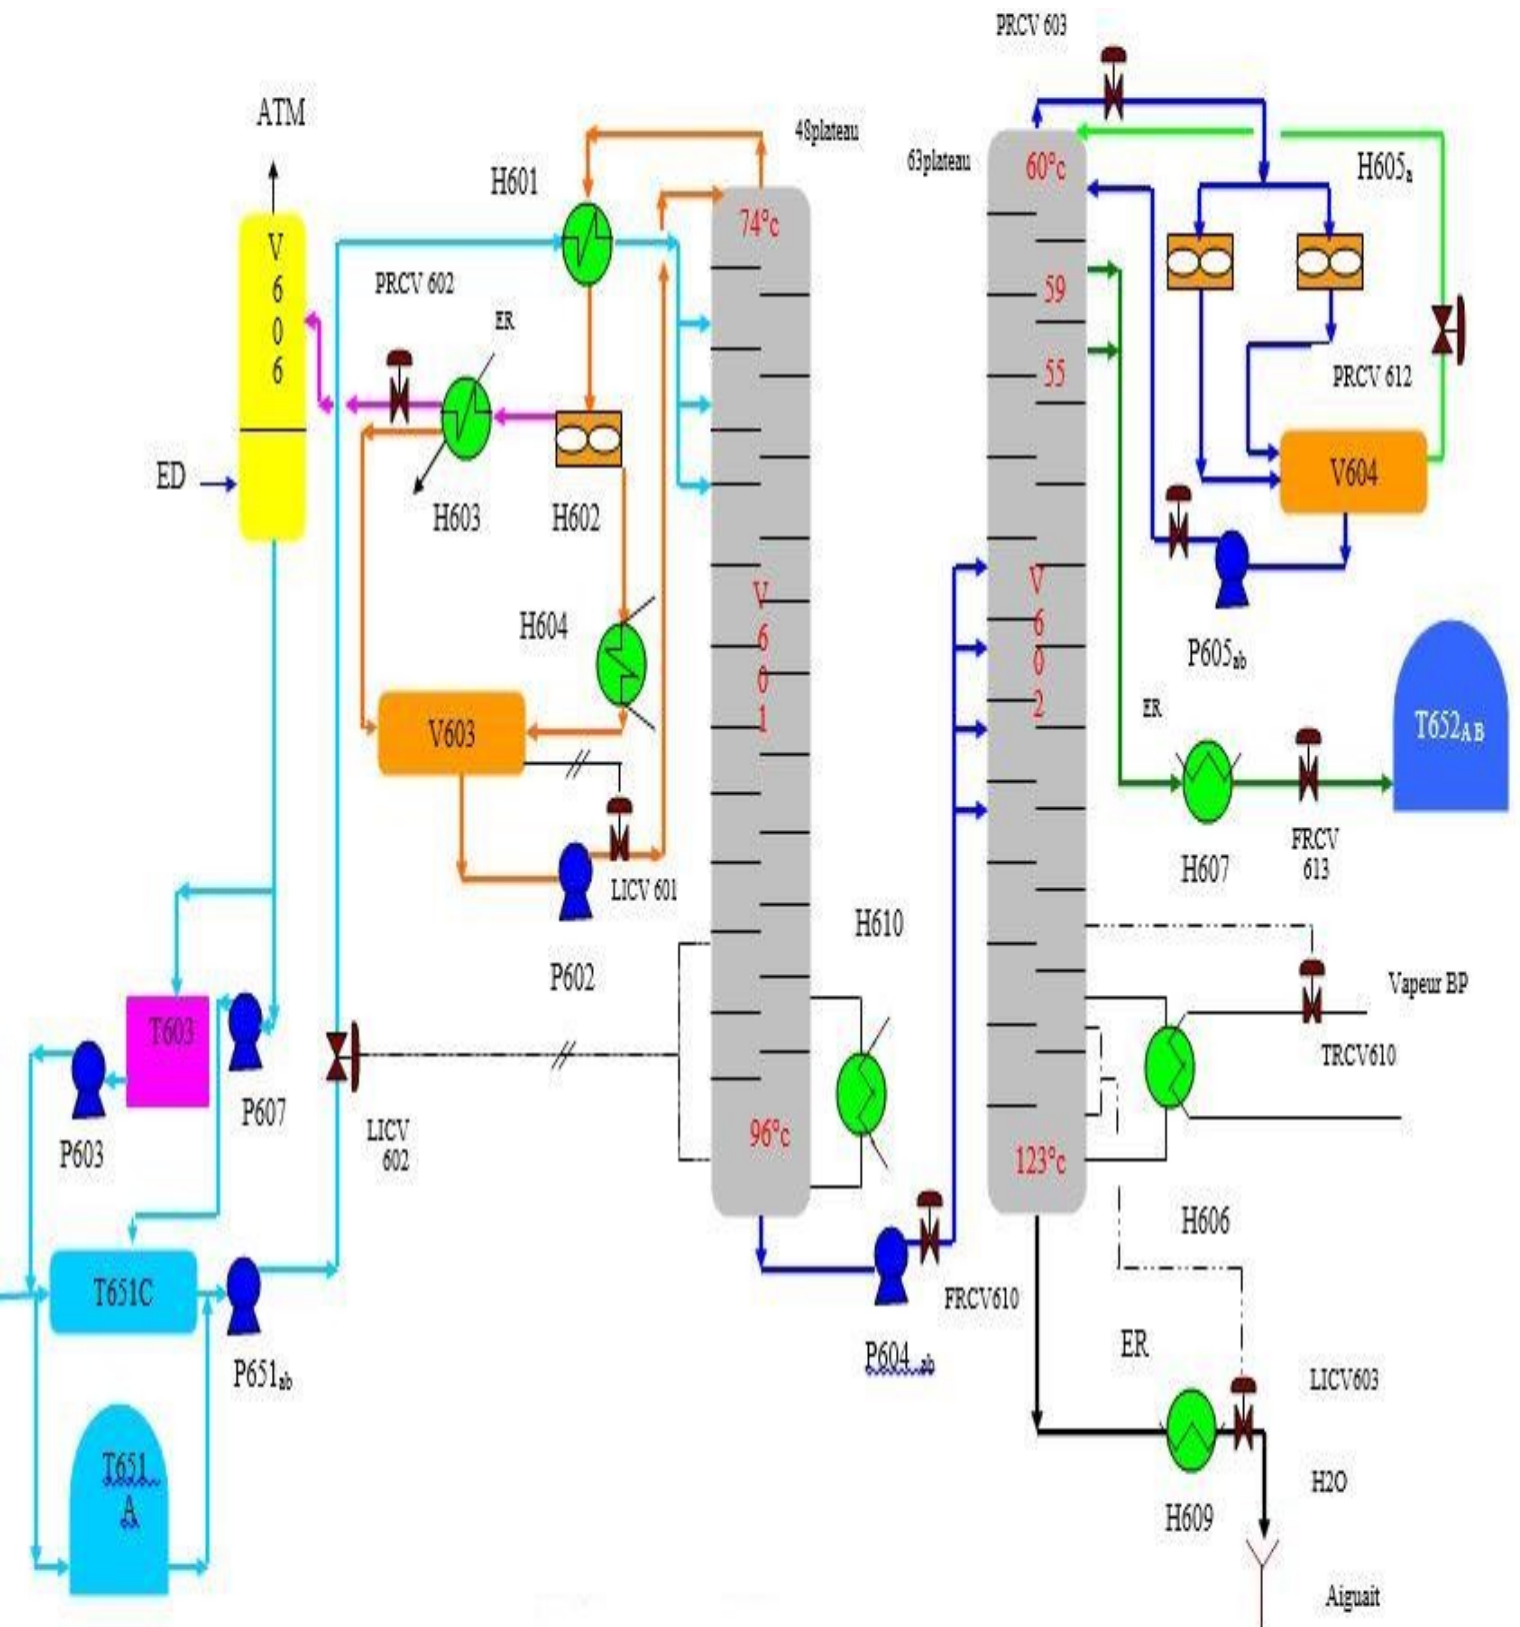 PRCV 603
ATM
48plateau
63plateau
60°c
H605a
H601
74°c
V
6
0
6
PRCV 602
59
ER
55
PRCV 612
ED
V604
H603
H602
V
6
0
1
V
6
0
2
H604
P605ab
ER
T652AB
V603
FRCV
613
H607
LICV 601
H610
P602
Vapeur BP
T603
TRCV610
P607
LICV
602
P603
96°c
123°c
H606
T651C
FRCV610
P604 ab
ER
P651ab
LICV603
T651
A
H2O
H609
Aiguait